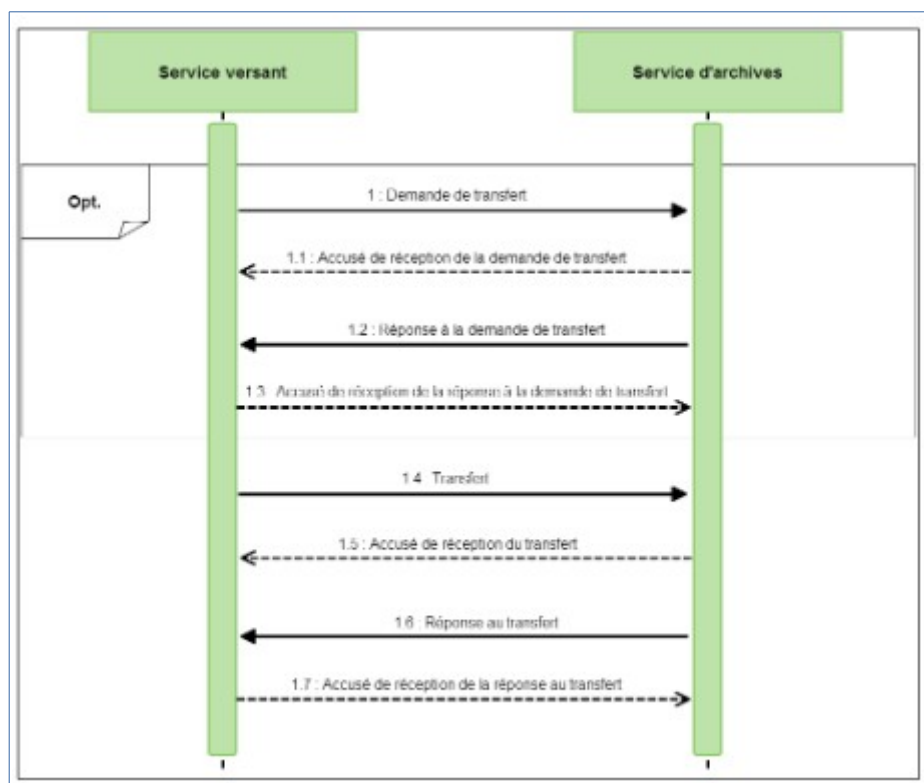 Service versant
Service d'archives
Opt.
1 : Demande de transfert
1.1 : Accusé de réception de la demande de transfert
1.2 : Réponse à la demande de transfert
1.3 : Accusé de réception de la réponse à la demande de transfert
1.4 : Transfert
1.5 : Accusé de réception du transfert
1.6 : Réponse au transfert
1.7 : Accusé de réception de la réponse au transfert